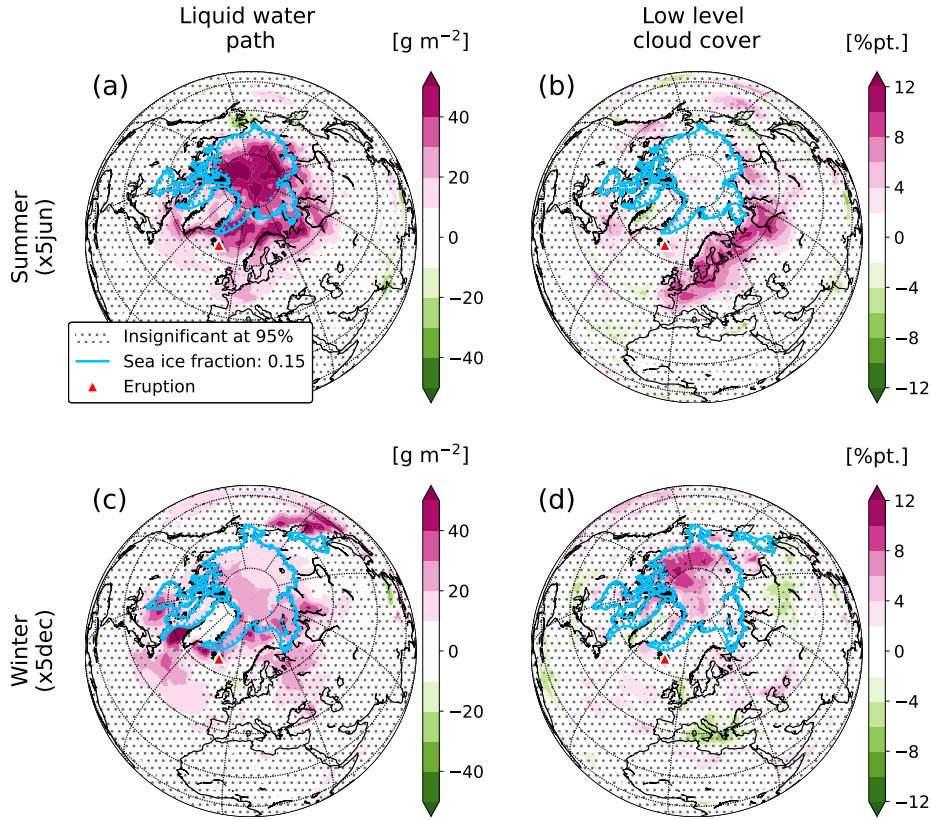 Liquid water
path
Low level
cloud cover
[g m⁻²]
[%pt.]
(a)
(b)
Summer
(x5jun)
40
20
0
−20
−40
12
8
4
0
−4
−8
−12
Insignificant at 95%
Sea ice fraction: 0.15
Eruption
[g m⁻²]
[%pt.]
(c)
(d)
Winter
(x5dec)
40
20
0
−20
−40
12
8
4
0
−4
−8
−12